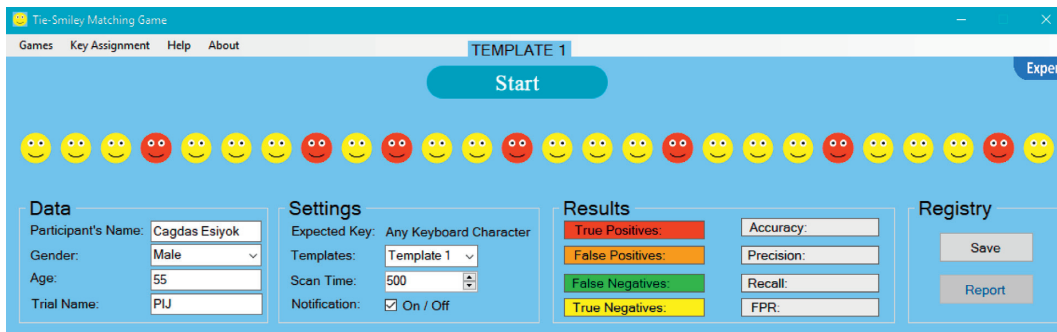 Tie-Smiley Matching Game
Games Key Assignment Help About
TEMPLATE 1
Start
Exper
Data
Participant's Name: Cagdas Esiyok
Gender: Male
Age: 55
Trial Name: PIJ
Settings
Expected Key: Any Keyboard Character
Templates: Template 1
Scan Time: 500
Notification: On / Off
Results
True Positives: Accuracy:
False Positives: Precision:
False Negatives: Recall:
True Negatives: FPR:
Registry
Save
Report